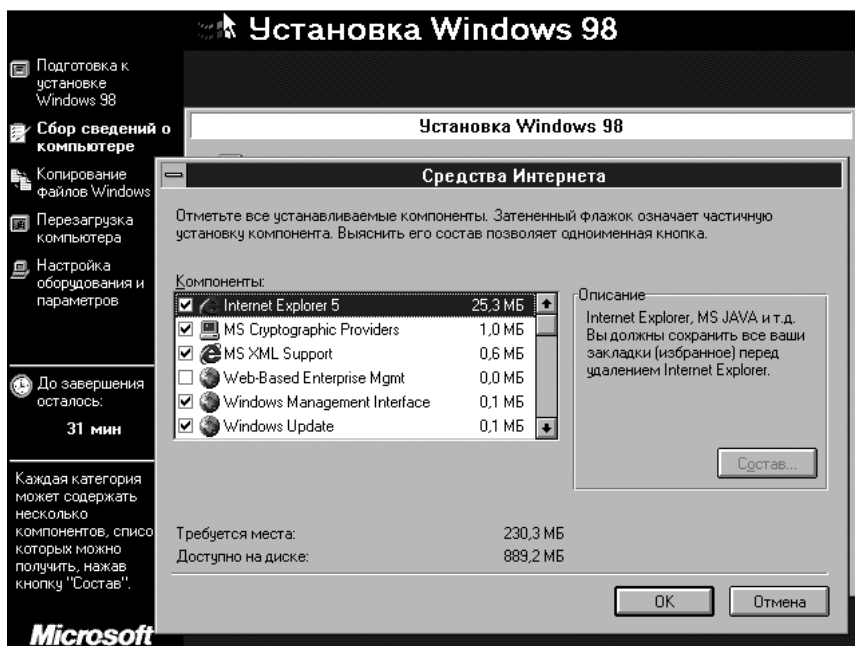 Установка Windows 98
Подготовка к
установке
Windows 98
Сбор сведений о
компьютере
Копирование
файлов Windows
Перезагрузка
компьютера
Настройка
оборудования и
параметров
До завершения
осталось:
31 мин
Каждая категория
может содержать
несколько
компонентов, списо
которых можно
получить, нажав
кнопку "Состав".
Microsoft
Установка Windows 98
Средства Интернета
Отметьте все устанавливаемые компоненты. Затененный флажок означает частичную
установку компонента. Выяснить его состав позволяет одноименная кнопка.
Компоненты:
Internet Explorer 5 25,3 МБ
MS Cryptographic Providers 1,0 МБ
MS XML Support 0,6 МБ
Web-Based Enterprise Mgmt 0,0 МБ
Windows Management Interface 0,1 МБ
Windows Update 0,1 МБ
Описание
Internet Explorer, MS JAVA и т.д.
Вы должны сохранить все ваши
закладки (избранное) перед
удалением Internet Explorer.
Состав...
Требуется места: 230,3 МБ
Доступно на диске: 889,2 МБ
OK Отмена